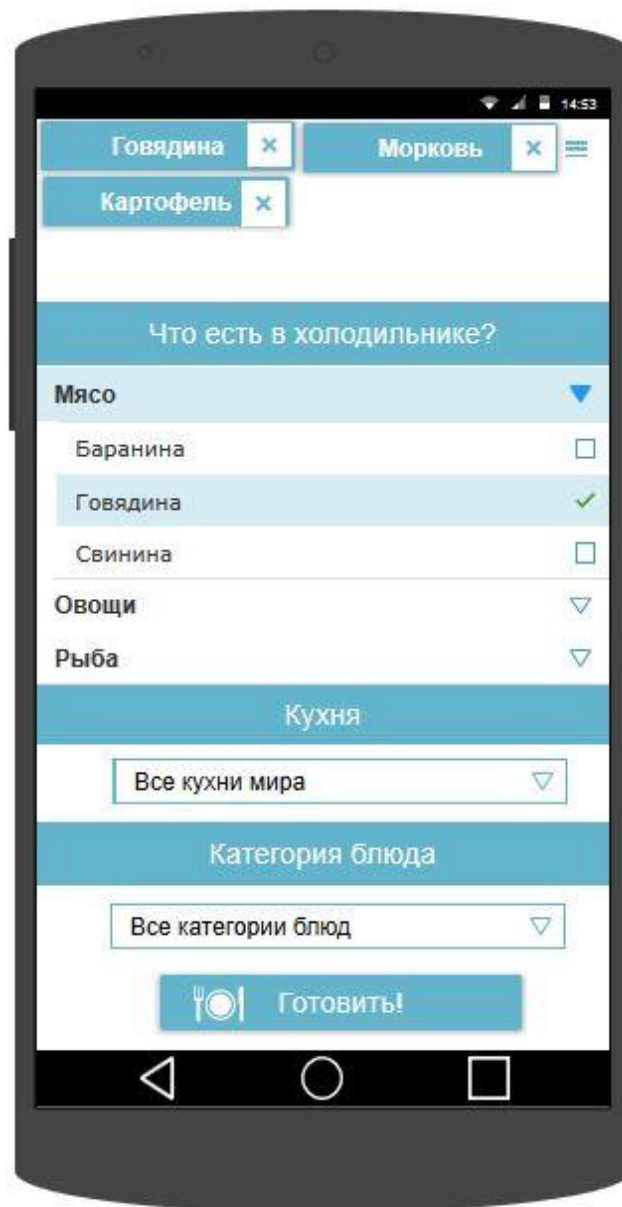 14:53
Говядина × Морковь ×
Картофель ×
Что есть в холодильнике?
Мясо
Баранина
Говядина
Свинина
Овощи
Рыба
Кухня
Все кухни мира
Категория блюда
Все категории блюд
Готовить!